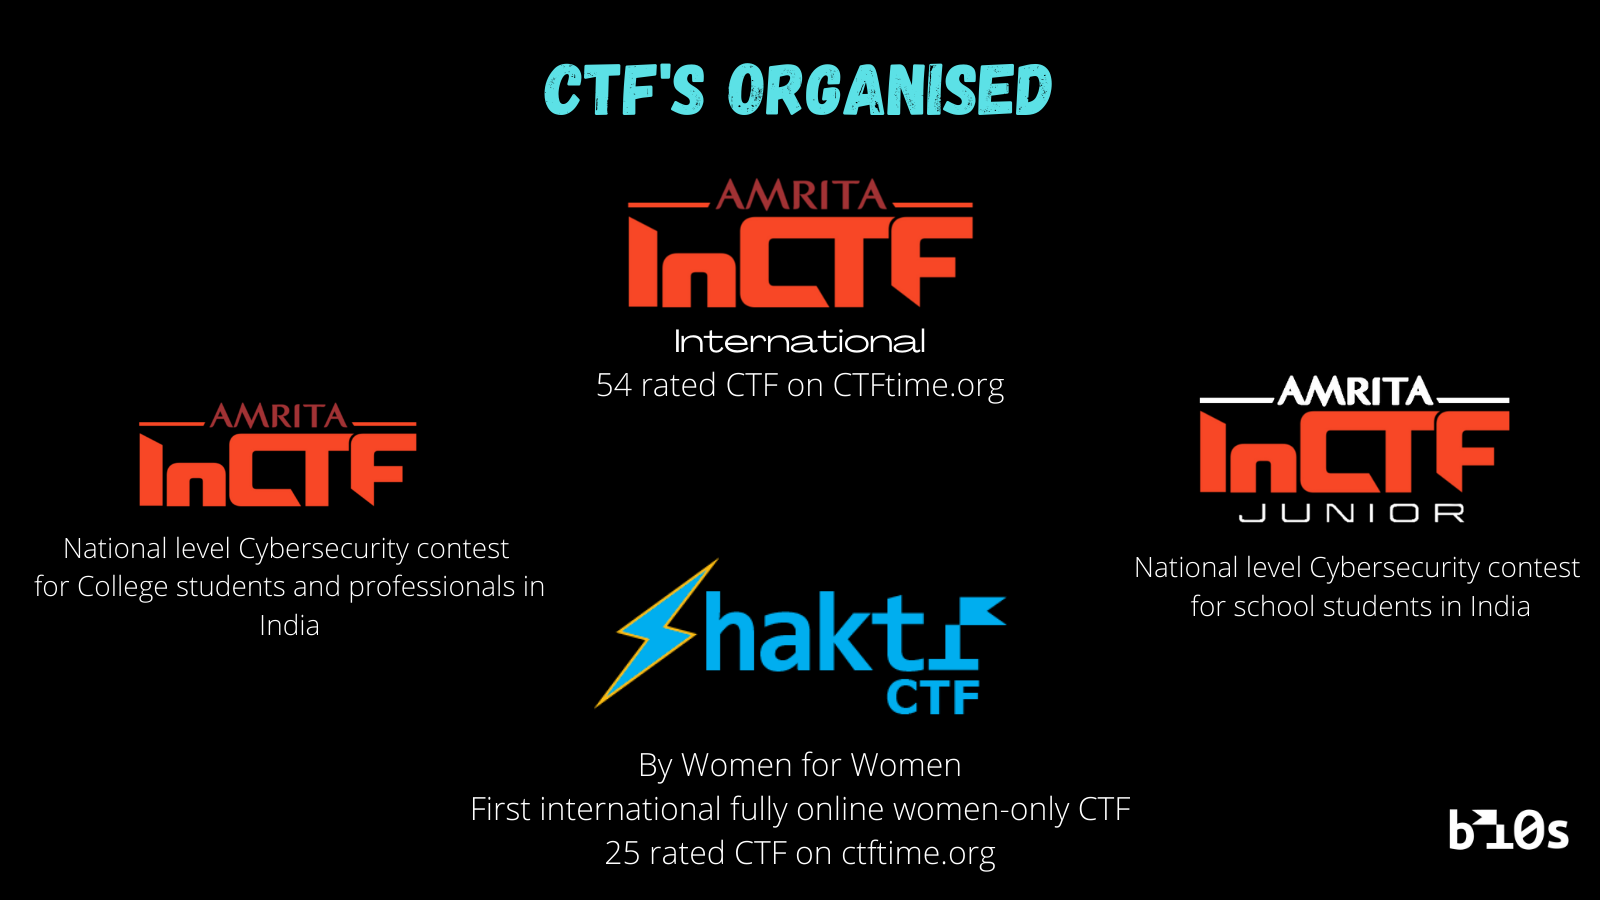 CTF'S ORGANISED
AMRITA
InCTF
International
54 rated CTF on CTFtime.org
AMRITA
InCTF
National level Cybersecurity contest
for College students and professionals in
India
AMRITA
InCTF
JUNIOR
National level Cybersecurity contest
for school students in India
Shakti
CTF
By Women for Women
First international fully online women-only CTF
25 rated CTF on ctftime.org
bi0s